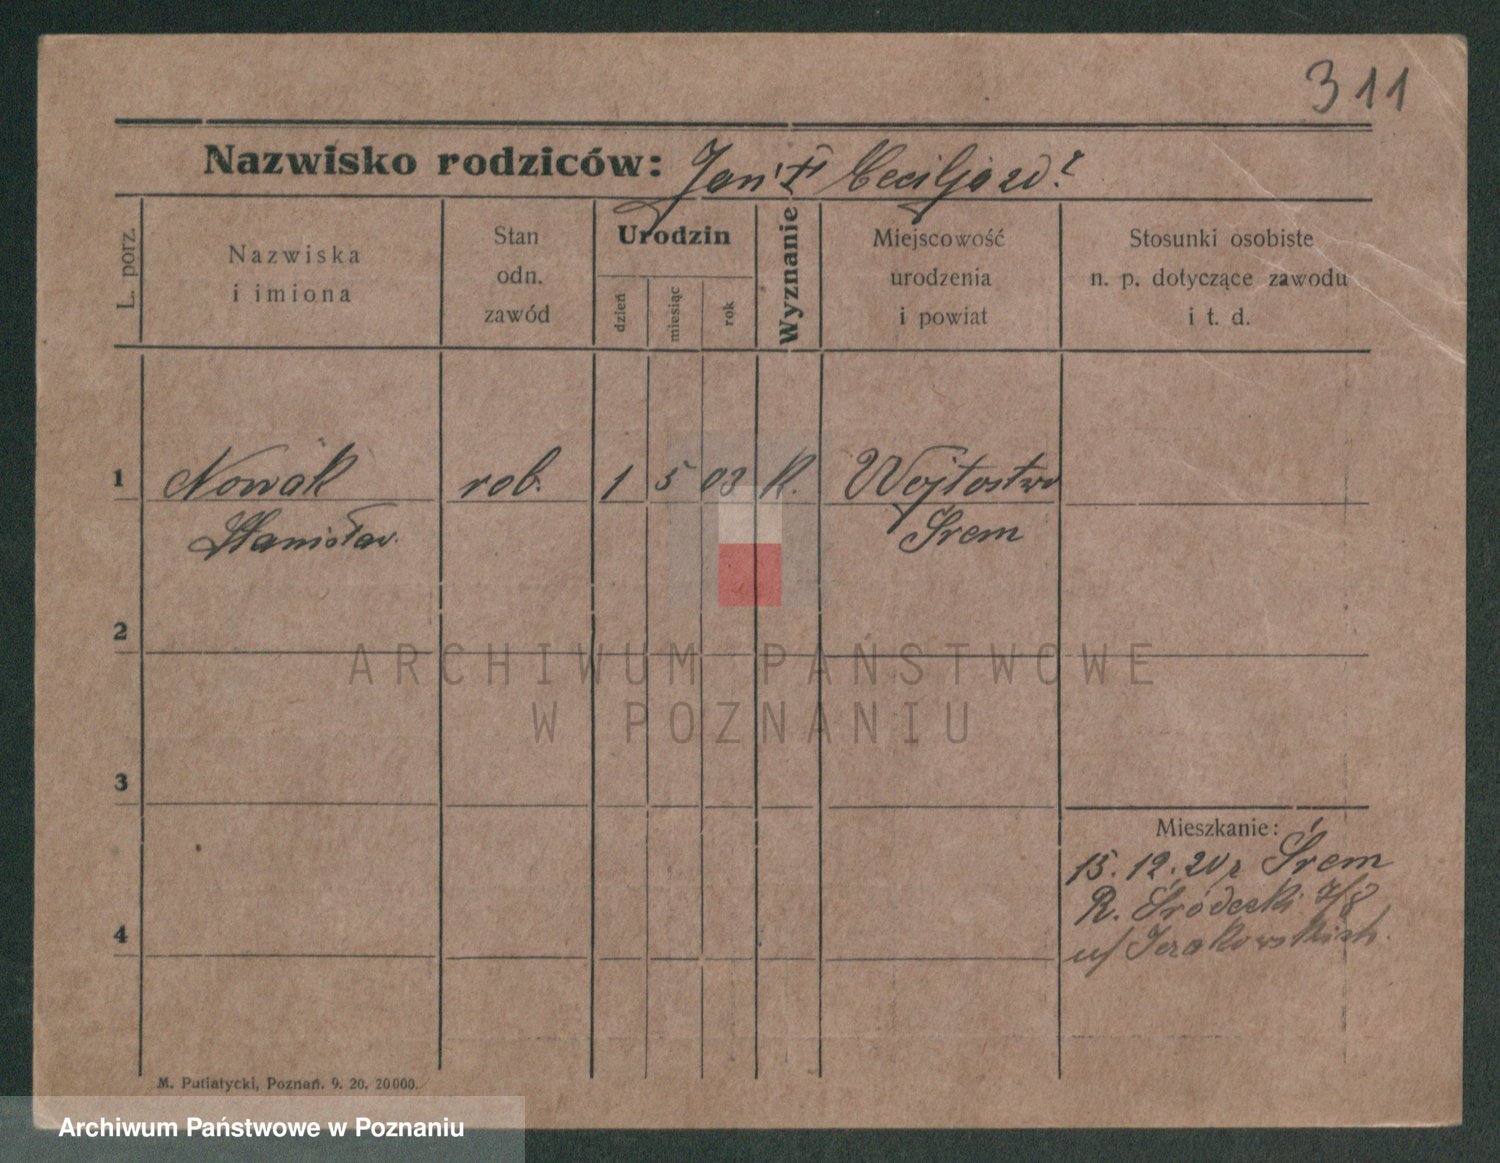 311
Nazwisko rodziców: Jan Ceciljaz d.
L. porz.
Nazwiska
i imiona
Stan
odn.
zawód
Urodzin
dzień
miesiąc
rok
Wyznanie
Miejscowość
urodzenia
i powiat
Stosunki osobiste
n. p. dotyczące zawodu
i t. d.
1 Nowak rob. 1 5 03 K. Wojtostwo
Stanisław. Śrem
2
ARCHIWUM PAŃSTWOWE
W POZNANIU
3
Mieszkanie:
15. 12. 20 r Śrem
R. Śródecki 7/8
4
M. Putiatycki, Poznań. 9. 20. 20000.
Archiwum Państwowe w Poznaniu